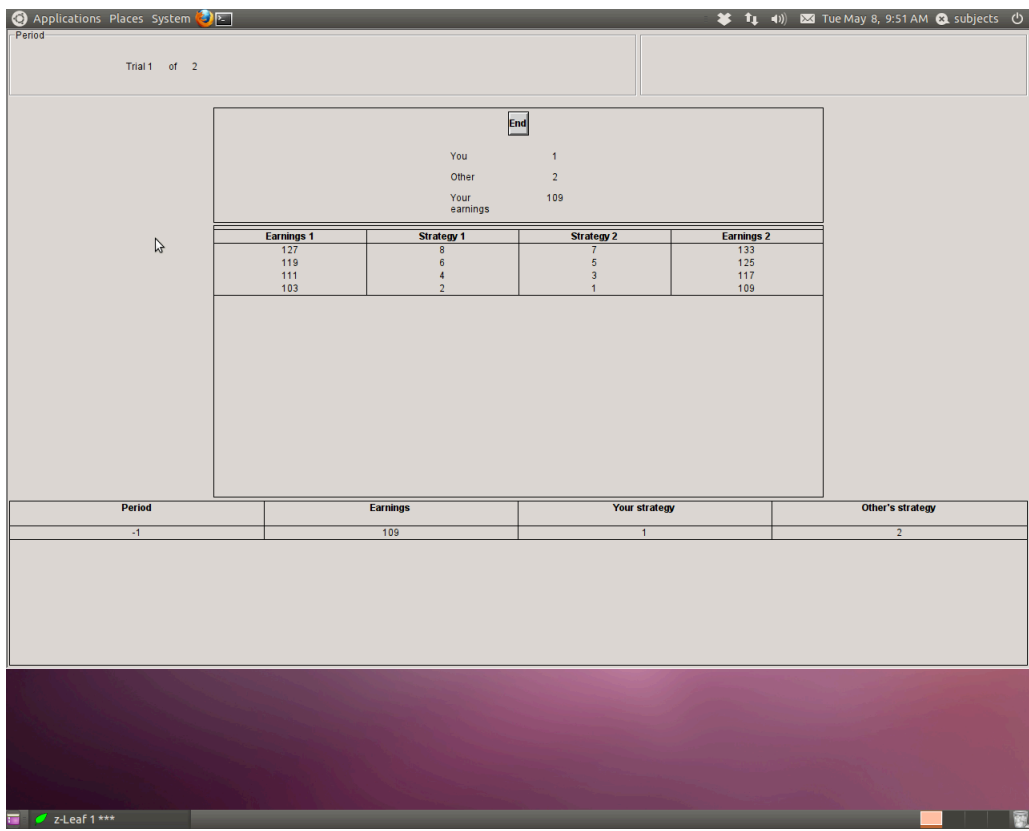 Applications Places System Tue May 8, 9:51 AM subjects
Period
Trial 1 of 2
End
You 1
Other 2
Your earnings 109
Earnings 1 Strategy 1 Strategy 2 Earnings 2
127 8 7 133
119 6 5 125
111 4 3 117
103 2 1 109
Period Earnings Your strategy Other's strategy
-1 109 1 2
z-Leaf 1 ***